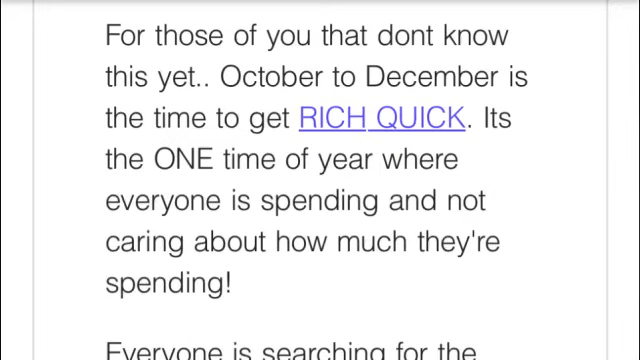 For those of you that dont know
this yet.. October to December is
the time to get RICH QUICK. Its
the ONE time of year where
everyone is spending and not
caring about how much they're
spending!
Everyone is searching for the